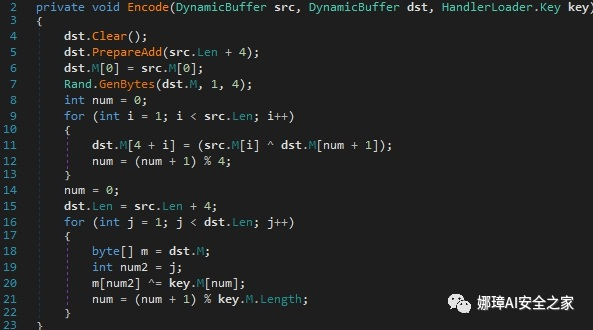 2 private void Encode(DynamicBuffer src, DynamicBuffer dst, HandlerLoader.Key key)
3 {
4 dst.Clear();
5 dst.PrepareAdd(src.Len + 4);
6 dst.M[0] = src.M[0];
7 Rand.GenBytes(dst.M, 1, 4);
8 int num = 0;
9 for (int i = 1; i < src.Len; i++)
10 {
11 dst.M[4 + i] = (src.M[i] ^ dst.M[num + 1]);
12 num = (num + 1) % 4;
13 }
14 num = 0;
15 dst.Len = src.Len + 4;
16 for (int j = 1; j < dst.Len; j++)
17 {
18 byte[] m = dst.M;
19 int num2 = j;
20 m[num2] ^= key.M[num];
21 num = (num + 1) % key.M.Length;
22 }
23 }
娜璋AI安全之家